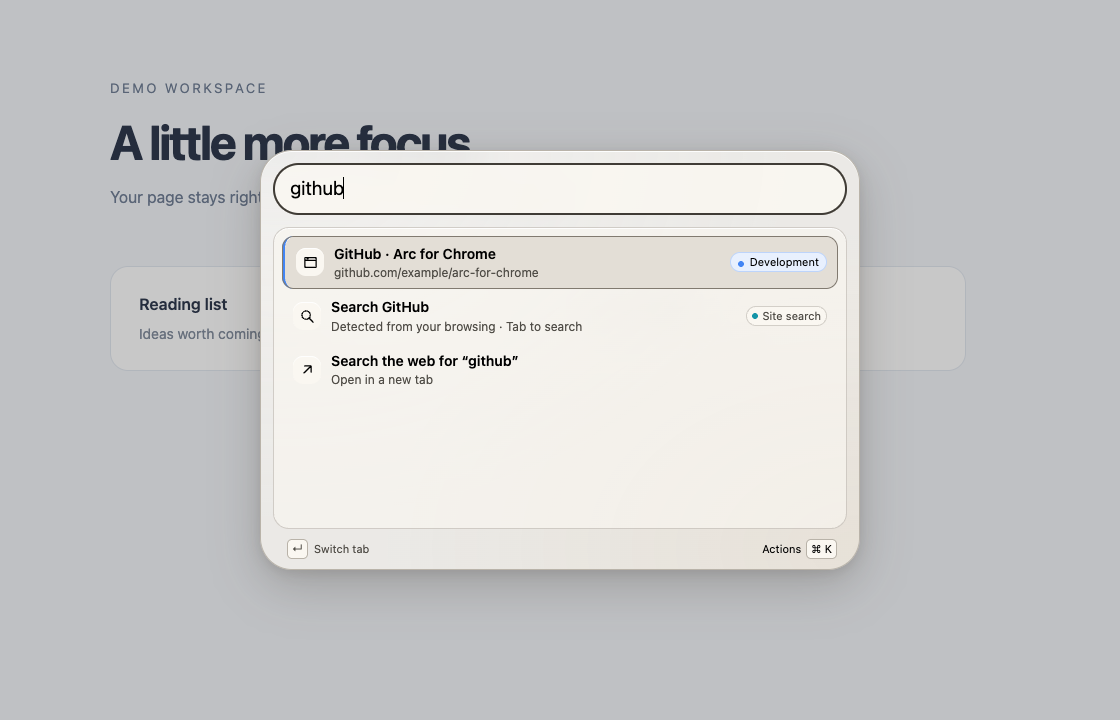 DEMO WORKSPACE
A little more focus
Your page stays right
github
GitHub · Arc for Chrome
github.com/example/arc-for-chrome
Development
Search GitHub
Detected from your browsing · Tab to search
Site search
Search the web for “github”
Open in a new tab
Reading list
Ideas worth coming
Switch tab
Actions ⌘ K